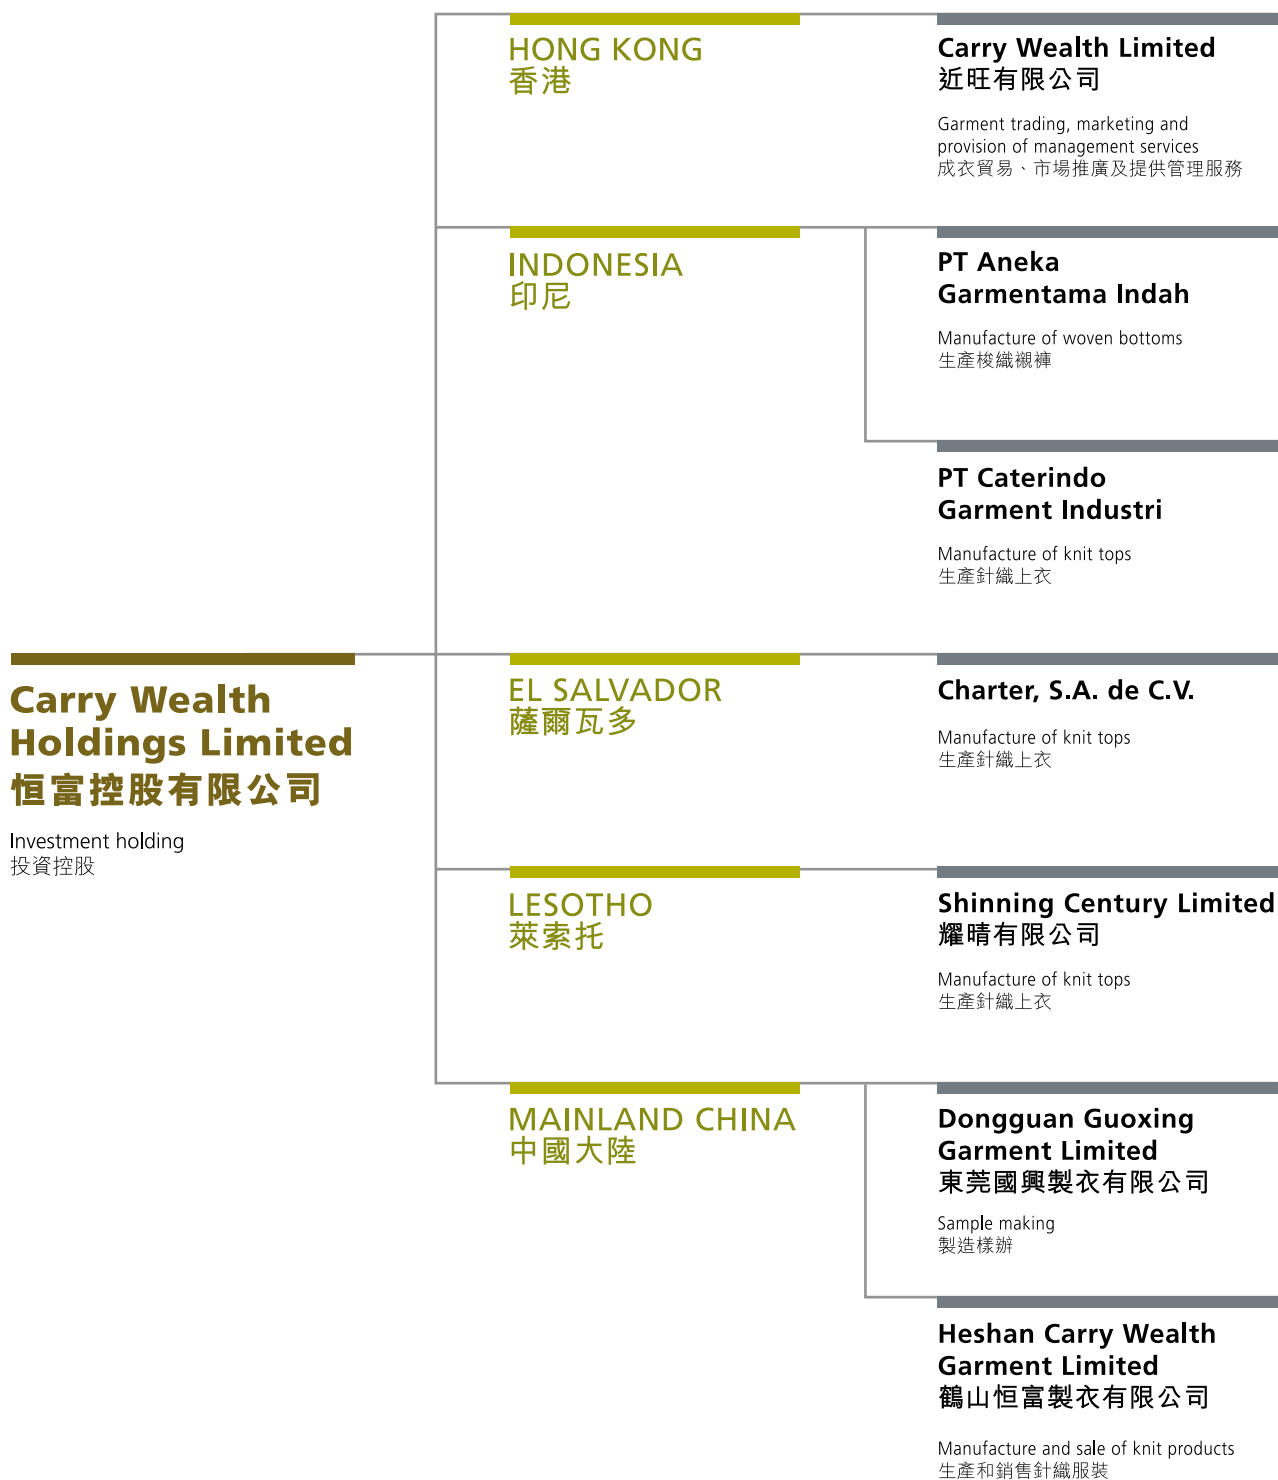 HONG KONG
香港
Carry Wealth Limited
近旺有限公司
Garment trading, marketing and
provision of management services
成衣貿易、市場推廣及提供管理服務
INDONESIA
印尼
PT Aneka
Garmentama Indah
Manufacture of woven bottoms
生產梭織襯褲
PT Caterindo
Garment Industri
Manufacture of knit tops
生產針織上衣
Carry Wealth
Holdings Limited
恒富控股有限公司
Investment holding
投資控股
EL SALVADOR
薩爾瓦多
Charter, S.A. de C.V.
Manufacture of knit tops
生產針織上衣
LESOTHO
萊索托
Shinning Century Limited
耀晴有限公司
Manufacture of knit tops
生產針織上衣
MAINLAND CHINA
中國大陸
Dongguan Guoxing
Garment Limited
東莞國興製衣有限公司
Sample making
製造樣辦
Heshan Carry Wealth
Garment Limited
鶴山恒富製衣有限公司
Manufacture and sale of knit products
生產和銷售針織服裝